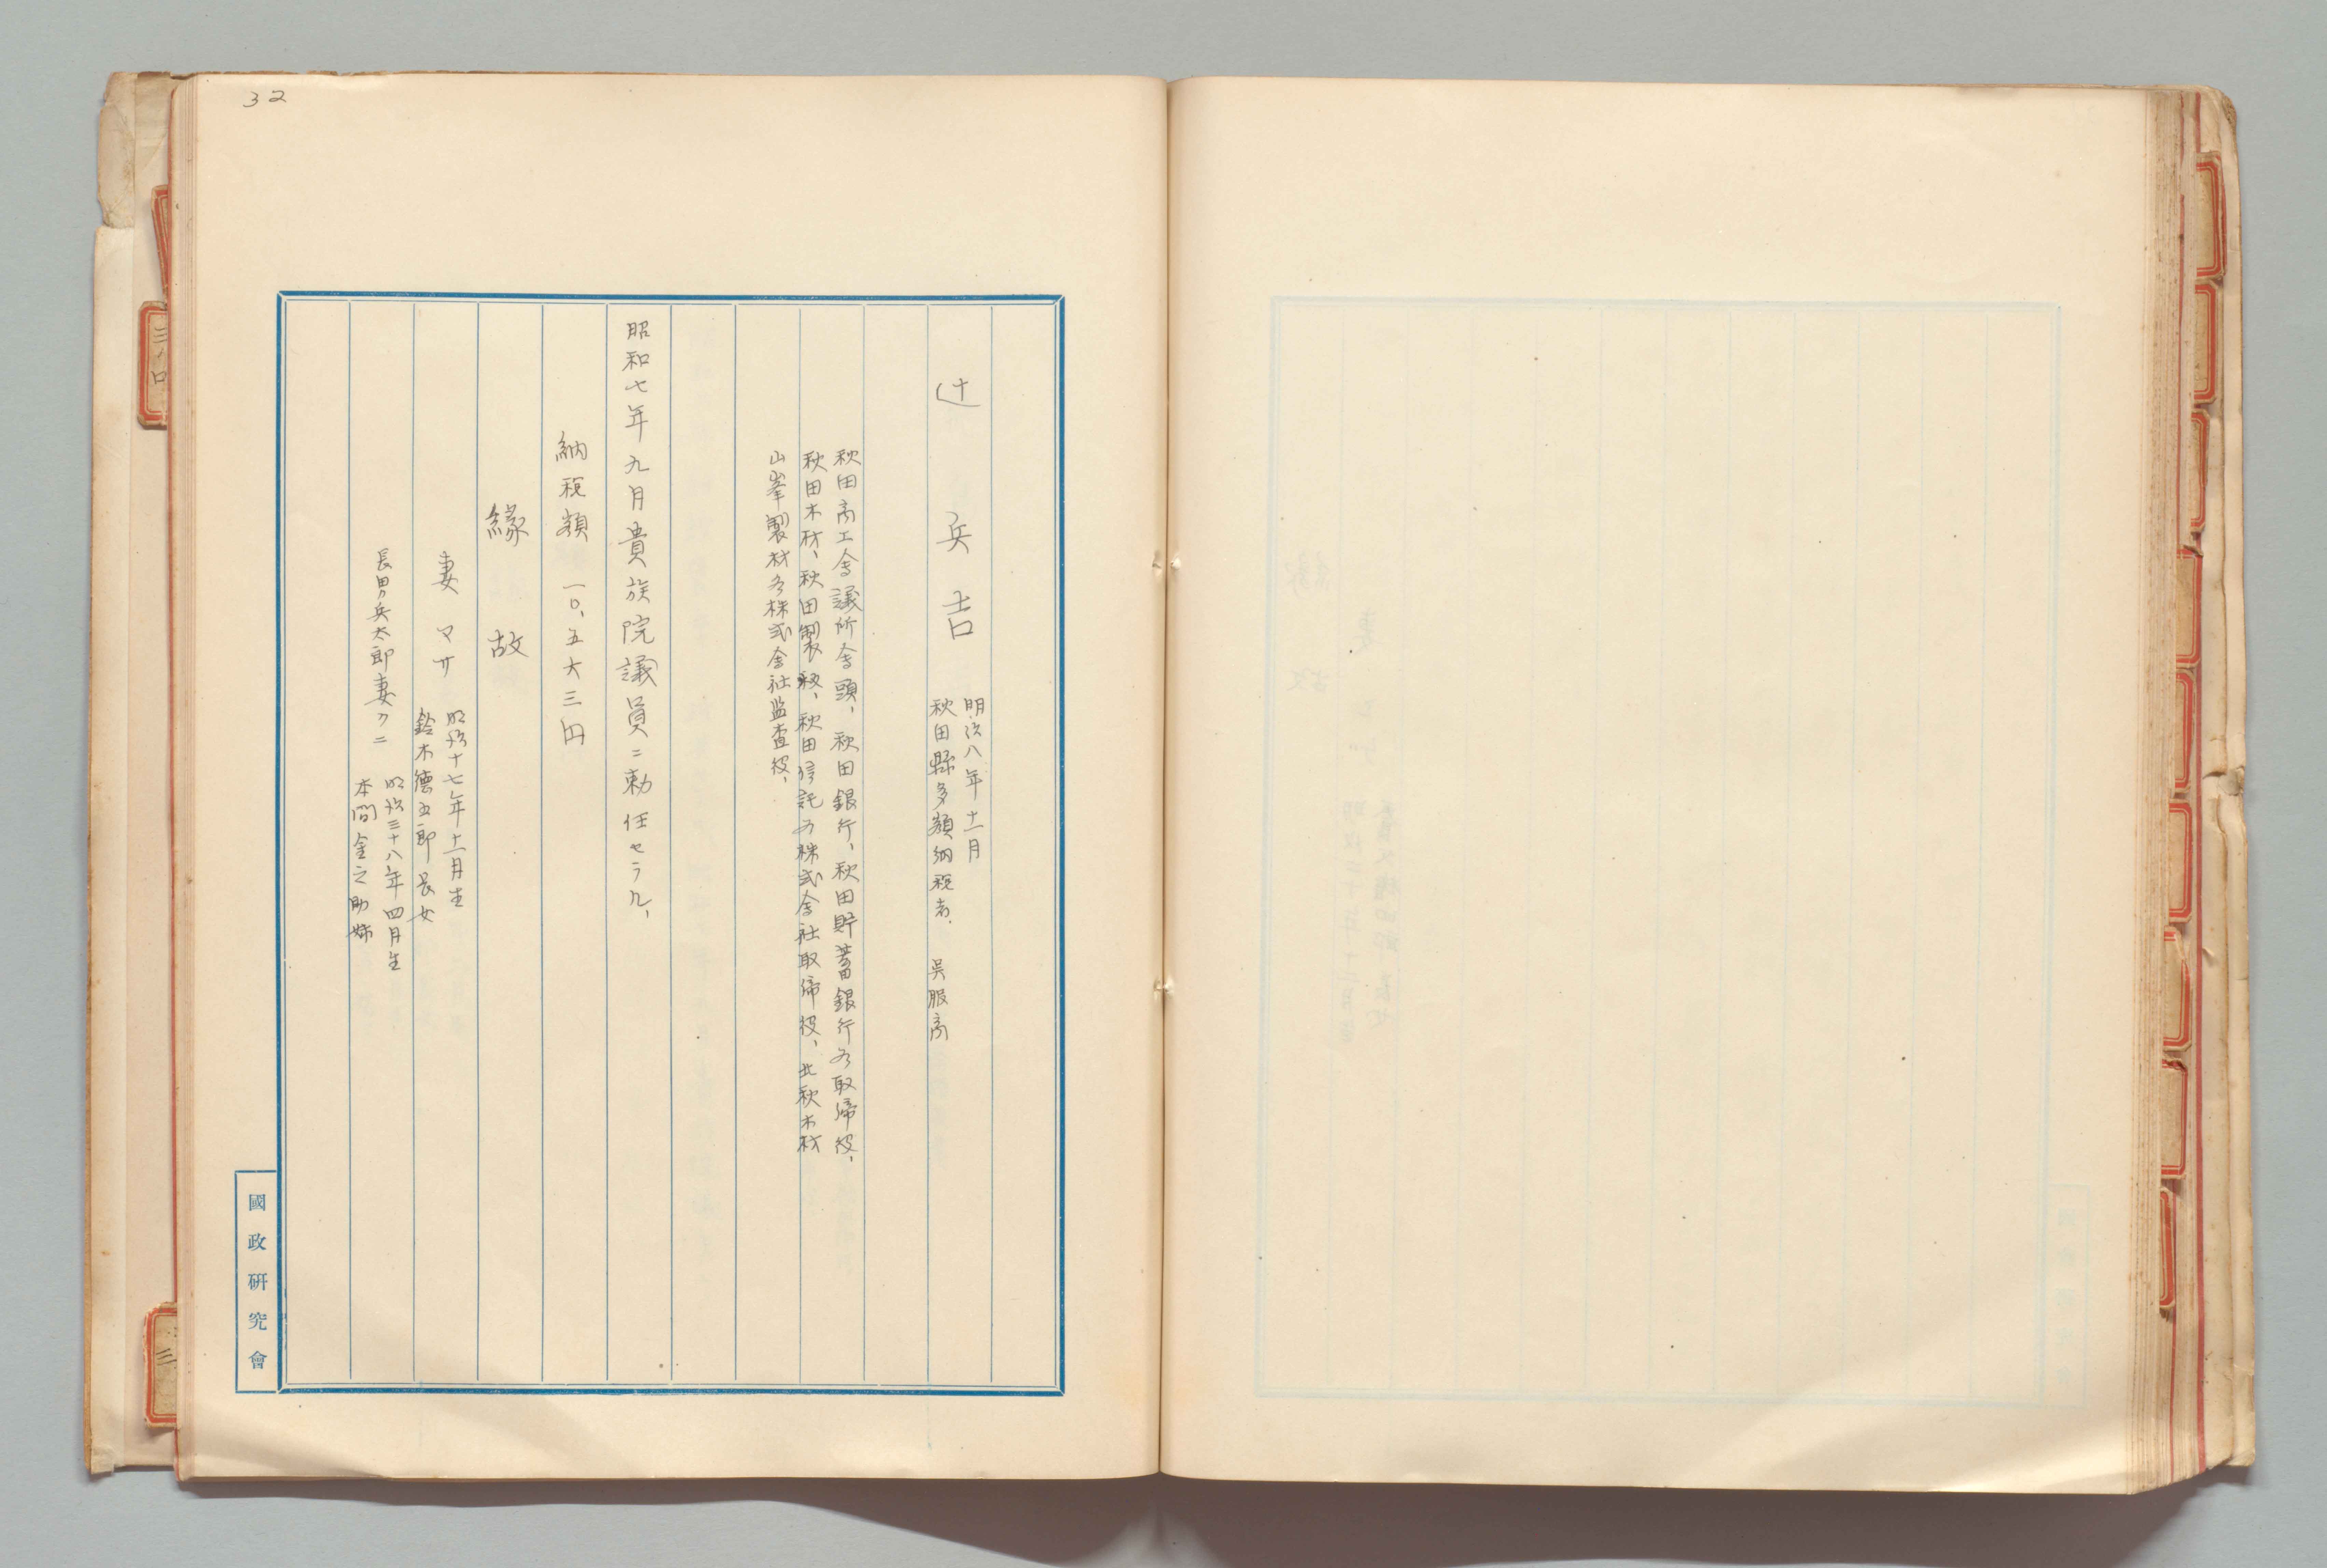 32
辻兵吉
明治八年十一月
秋田縣多額納税者、呉服商
秋田商工會議所會頭、秋田銀行、秋田貯蓄銀行各取締役、
秋田木材、秋田製材、秋田信託各株式會社取締役、北秋木材
山峯製材各株式會社監査役、
昭和七年九月貴族院議員ニ勅任セラル、
納税額 一〇、五六三円
縁故
妻 マサ
明治十七年十一月生
鈴木徳五郎長女
長男兵太郎妻クニ
明治三十八年四月生
本間金之助姉
國政研究會
三ノ口
三